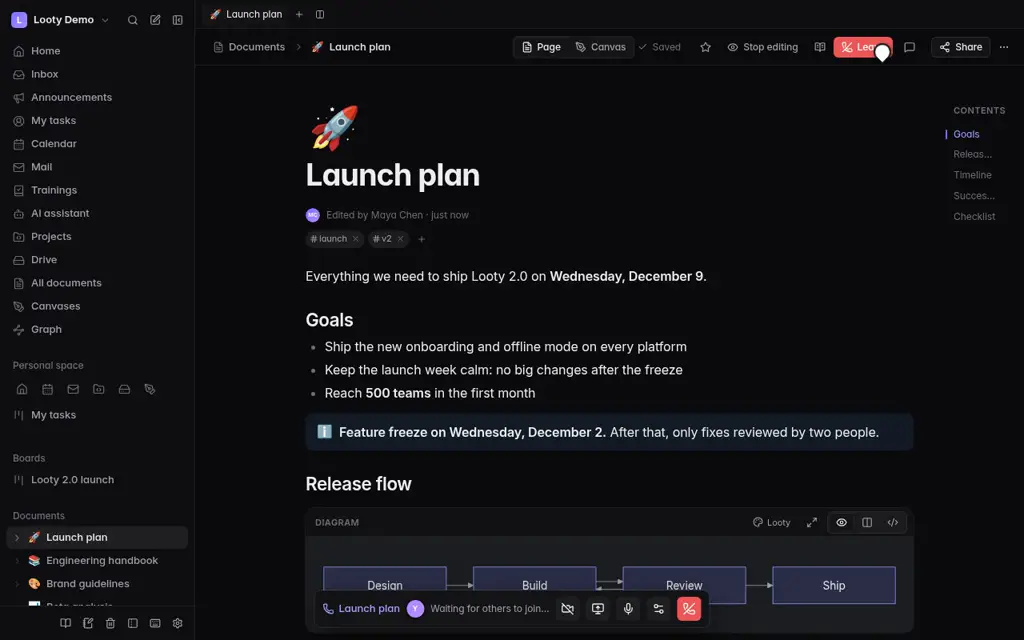 L Looty Demo
Home
Inbox
Announcements
My tasks
Calendar
Mail
Trainings
AI assistant
Projects
Drive
All documents
Canvases
Graph
Personal space
My tasks
Boards
Looty 2.0 launch
Documents
Launch plan
Engineering handbook
Brand guidelines
Launch plan
Documents
Launch plan
Page
Canvas
Saved
Stop editing
Share
Launch plan
MC Edited by Maya Chen · just now
# launch
# v2
Everything we need to ship Looty 2.0 on Wednesday, December 9.
Goals
Ship the new onboarding and offline mode on every platform
Keep the launch week calm: no big changes after the freeze
Reach 500 teams in the first month
Feature freeze on Wednesday, December 2. After that, only fixes reviewed by two people.
Release flow
DIAGRAM
Looty
Design
Build
Review
Ship
Launch plan
Y
Waiting for others to join...
CONTENTS
Goals
Releas...
Timeline
Succes...
Checklist